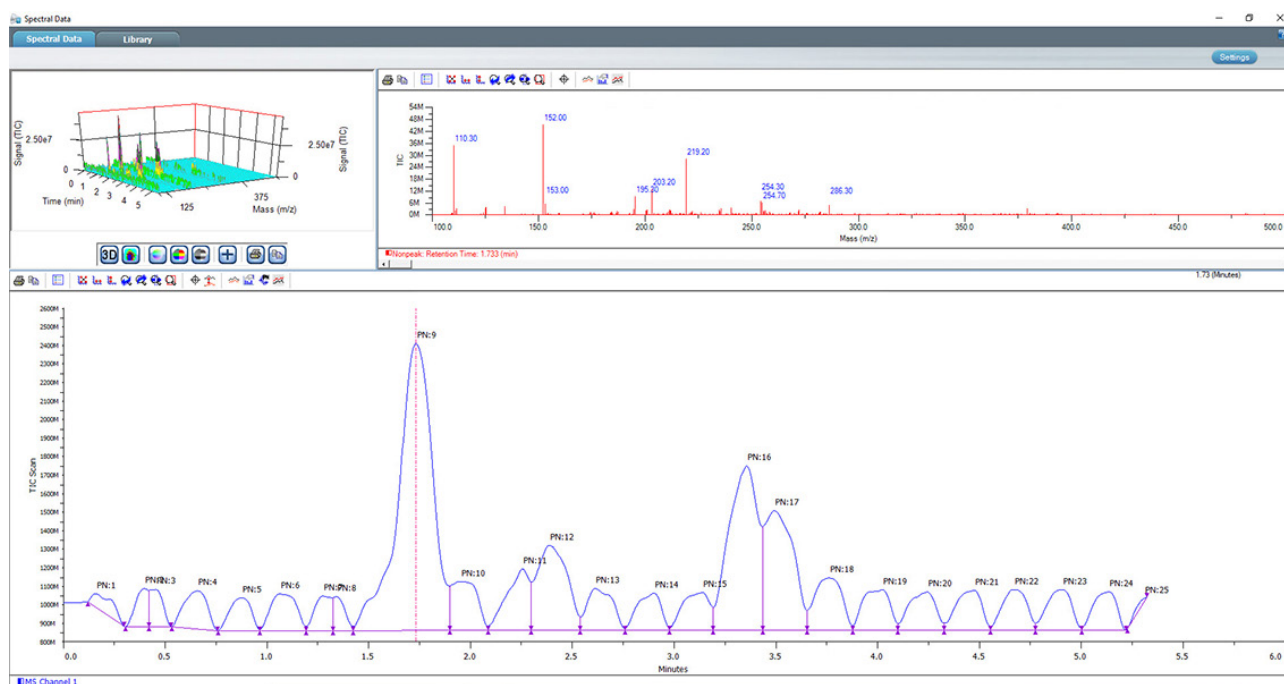 Spectral Data
Spectral Data Library
Settings
Signal (TIC)
2.50e7
0
Time (min)
0 1 2 3 4 5
125
375
Mass (m/z)
2.50e7
0
Signal (TIC)
3D
54M
48M
42M
36M
30M
24M
18M
12M
6M
0M
TIC
110.30
152.00
153.00
203.20
219.20
254.30
254.70
286.30
100.0 150.0 200.0 250.0 300.0 350.0 400.0 450.0 500.0
Mass (m/z)
Nonpeak: Retention Time: 1.733 (min)
1.73 (Minutes)
2600M
2500M
2400M
2300M
2200M
2100M
2000M
1900M
1800M
1700M
1600M
1500M
1400M
1300M
1200M
1100M
1000M
900M
800M
TIC Scan
PN:1
PN:3
PN:4
PN:5
PN:6
PN:8
PN:9
PN:10
PN:11
PN:12
PN:13
PN:14
PN:15
PN:16
PN:17
PN:18
PN:19
PN:20
PN:21
PN:22
PN:23
PN:24
PN:25
0.0 0.5 1.0 1.5 2.0 2.5 3.0 3.5 4.0 4.5 5.0 5.5 6.0
Minutes
MS Channel 1